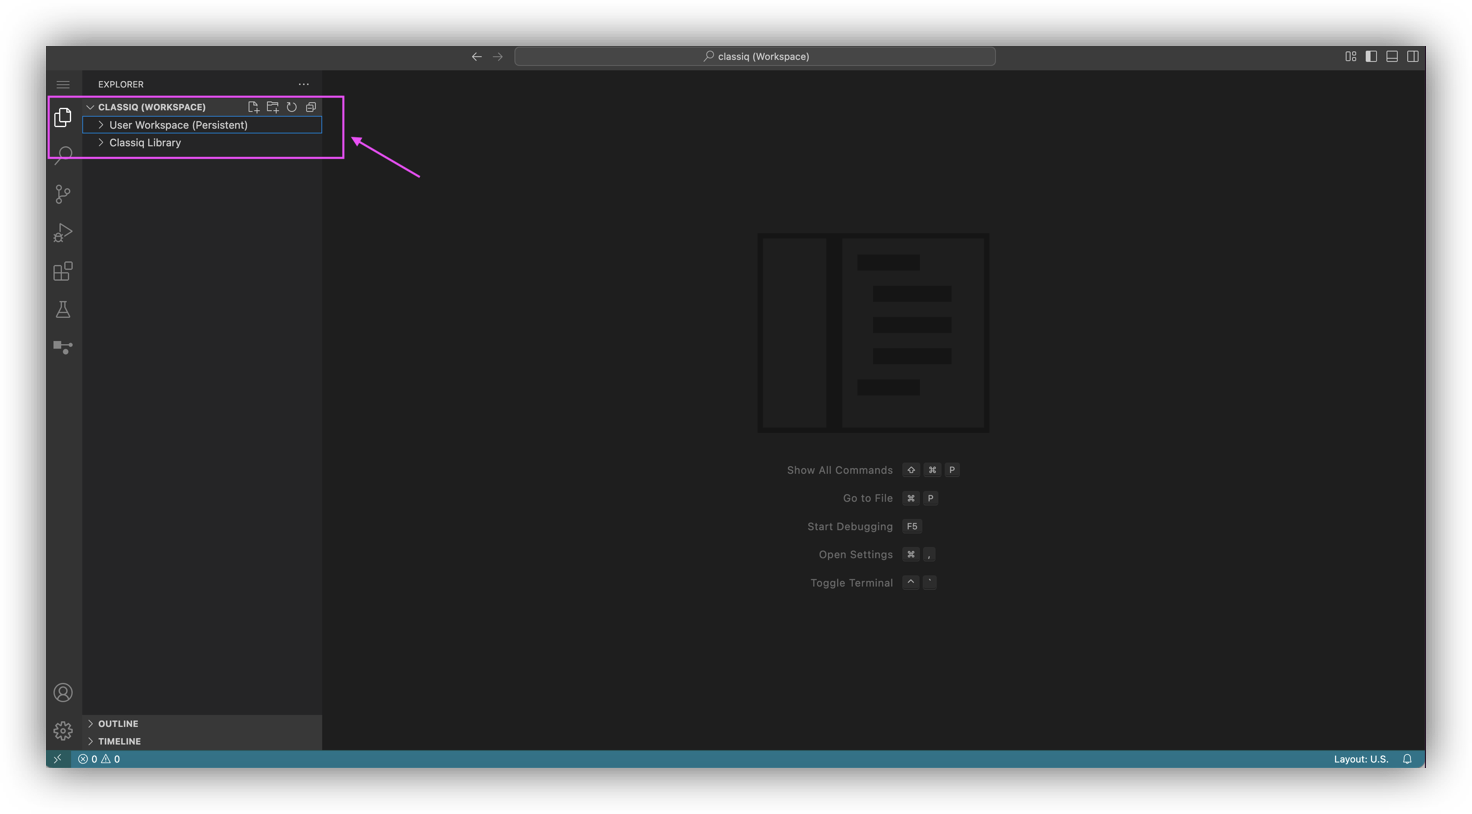 classiq (Workspace)
EXPLORER
CLASSIQ (WORKSPACE)
User Workspace (Persistent)
Classiq Library
Show All Commands ⇧ ⌘ P
Go to File ⌘ P
Start Debugging F5
Open Settings ⌘ ,
Toggle Terminal ^ `
OUTLINE
TIMELINE
0 0
Layout: U.S.